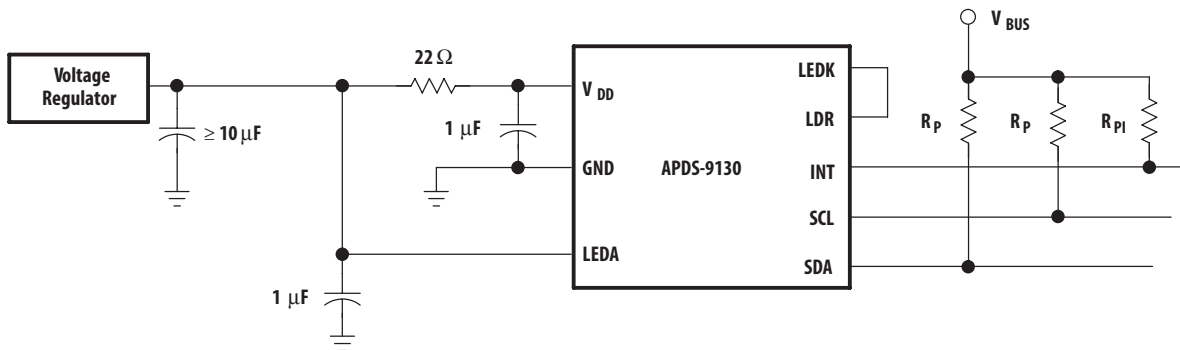 V BUS
Voltage
Regulator
22 Ω
≥ 10 μF
1 μF
V DD
GND
LEDA
1 μF
APDS-9130
LEDK
LDR
INT
SCL
SDA
R P
R P
R PI